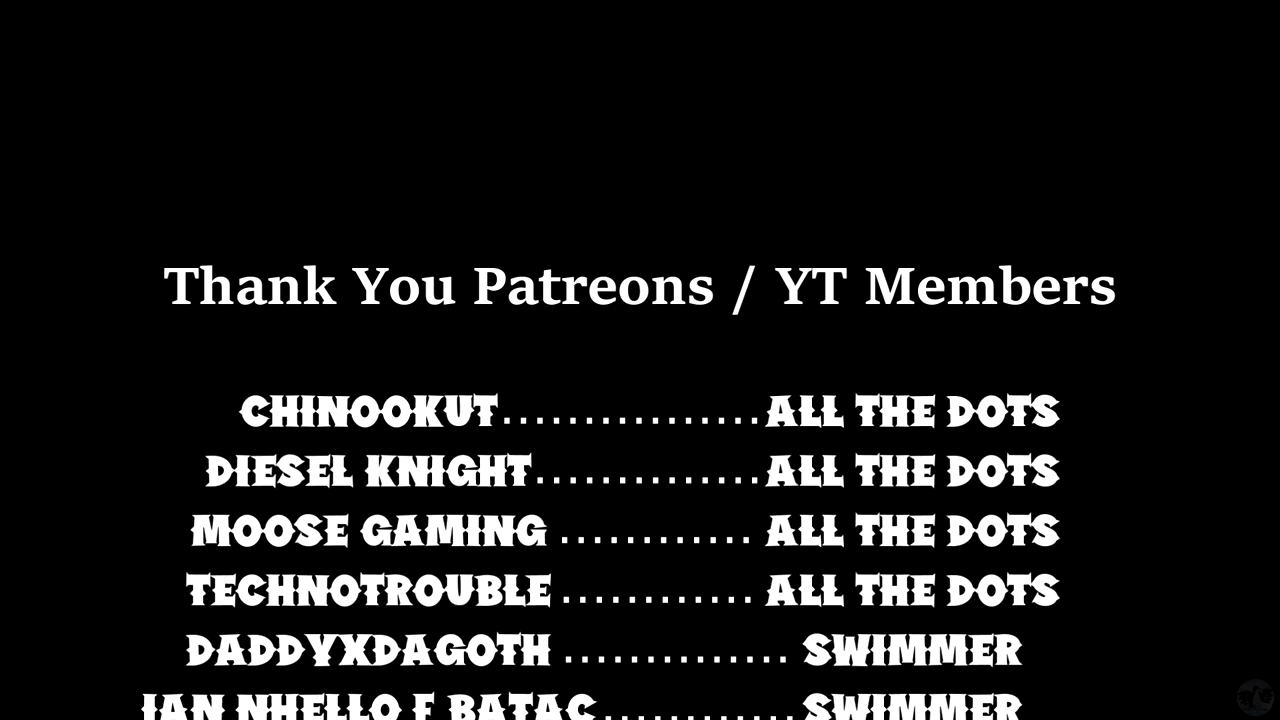 Thank You Patreons / YT Members
CHINOOKUT................ALL THE DOTS
DIESEL KNIGHT..............ALL THE DOTS
MOOSE GAMING ............ ALL THE DOTS
TECHNOTROUBLE ............ ALL THE DOTS
DADDYXDAGOTH .............. SWIMMER
IAN NHELLO F BATAC............SWIMMER